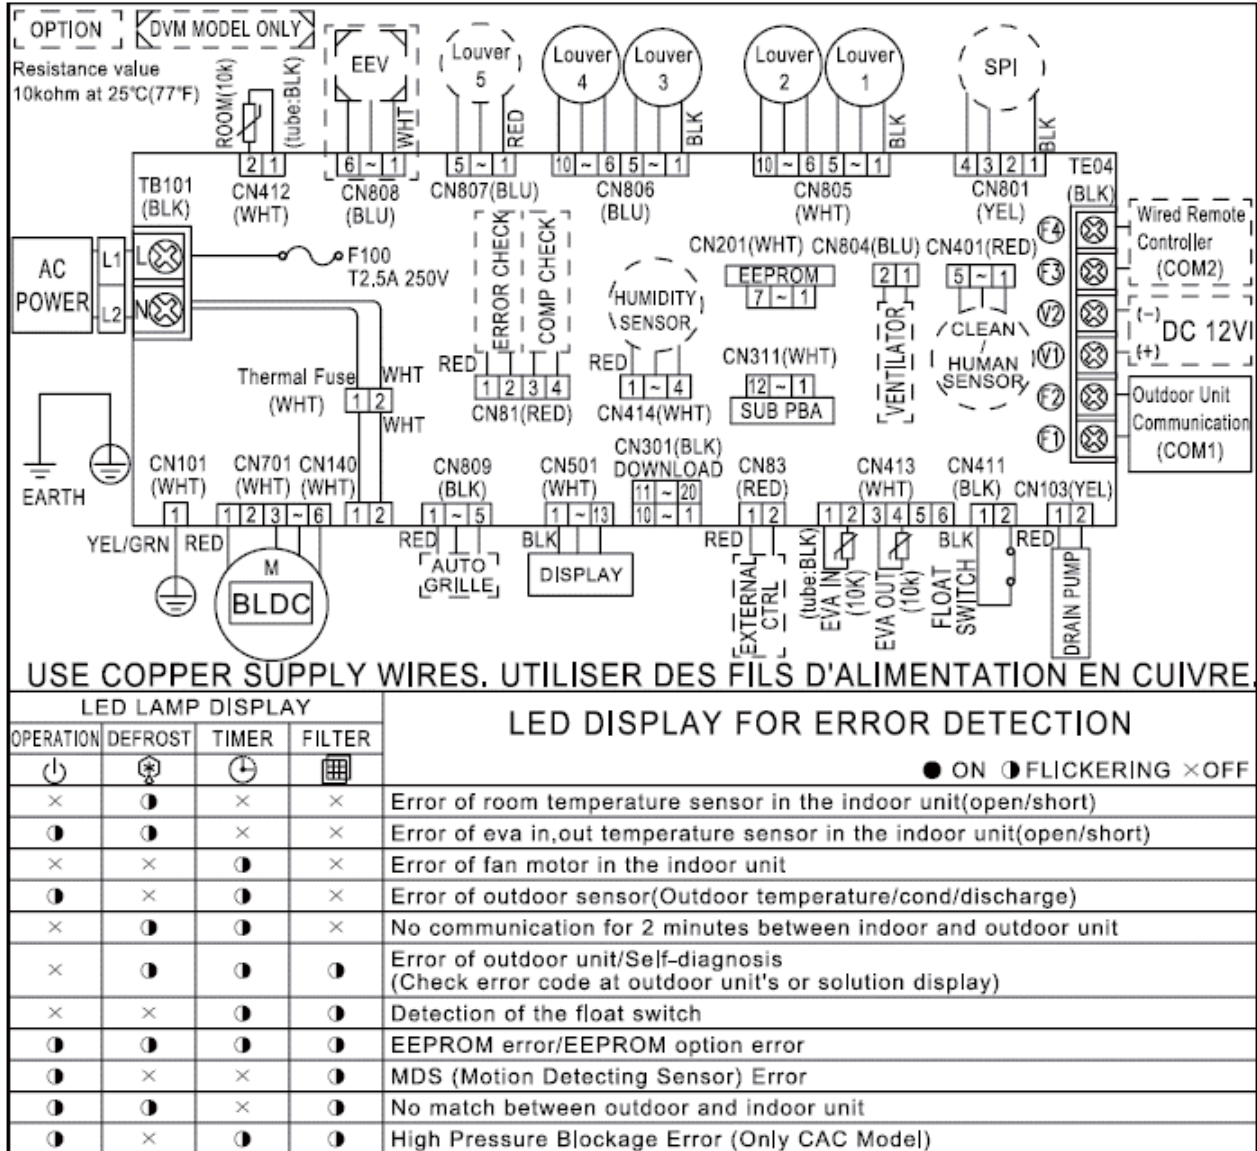 OPTION
DVM MODEL ONLY
Resistance value
10kohm at 25°C(77°F)
ROOM(10k)
(tube:BLK)
2 1
CN412
(WHT)
EEV
WHT
6 ~ 1
CN808
(BLU)
Louver
5
RED
5 ~ 1
CN807(BLU)
Louver
4
Louver
3
BLK
10 ~ 6 5 ~ 1
CN806
(BLU)
Louver
2
Louver
1
BLK
10 ~ 6 5 ~ 1
CN805
(WHT)
SPI
BLK
4 3 2 1
CN801
(YEL)
TE04
(BLK)
TB101
(BLK)
AC
POWER
L1
L2
L
N
F100
T2.5A 250V
Thermal Fuse
(WHT)
WHT
1 2
WHT
EARTH
ERROR CHECK
COMP CHECK
RED
1 2 3 4
CN81(RED)
HUMIDITY
SENSOR
RED
1 ~ 4
CN414(WHT)
CN201(WHT)
EEPROM
7 ~ 1
CN311(WHT)
12 ~ 1
SUB PBA
CN804(BLU)
2 1
VENTILATOR
CN401(RED)
5 ~ 1
CLEAN
/
HUMAN
SENSOR
F4
F3
V2
V1
F2
F1
Wired Remote
Controller
(COM2)
(-)
DC 12V
(+)
Outdoor Unit
Communication
(COM1)
CN101
(WHT)
1
YEL/GRN
CN701
(WHT)
1 2 3 ~ 6
RED
M
BLDC
CN140
(WHT)
1 2
CN809
(BLK)
1 ~ 5
RED
AUTO
GRILLE
CN501
(WHT)
1 ~ 13
BLK
DISPLAY
CN301(BLK)
DOWNLOAD
11 ~ 20
10 ~ 1
CN83
(RED)
1 2
RED
EXTERNAL
CTRL
CN413
(WHT)
1 2 3 4 5 6
(tube:BLK)
EVA IN
(10K)
EVA OUT
(10k)
CN411
(BLK)
1 2
BLK
FLOAT
SWITCH
CN103(YEL)
1 2
RED
DRAIN PUMP
USE COPPER SUPPLY WIRES. UTILISER DES FILS D'ALIMENTATION EN CUIVRE.
LED LAMP DISPLAY
OPERATION DEFROST TIMER FILTER
LED DISPLAY FOR ERROR DETECTION
● ON ◑ FLICKERING ×OFF
× ◑ × × Error of room temperature sensor in the indoor unit(open/short)
◑ ◑ × × Error of eva in,out temperature sensor in the indoor unit(open/short)
× × ◑ × Error of fan motor in the indoor unit
◑ × ◑ × Error of outdoor sensor(Outdoor temperature/cond/discharge)
× ◑ ◑ × No communication for 2 minutes between indoor and outdoor unit
× ◑ ◑ ◑ Error of outdoor unit/Self-diagnosis
(Check error code at outdoor unit's or solution display)
× × ◑ ◑ Detection of the float switch
◑ ◑ ◑ ◑ EEPROM error/EEPROM option error
◑ × × ◑ MDS (Motion Detecting Sensor) Error
◑ ◑ × ◑ No match between outdoor and indoor unit
◑ × ◑ ◑ High Pressure Blockage Error (Only CAC Model)